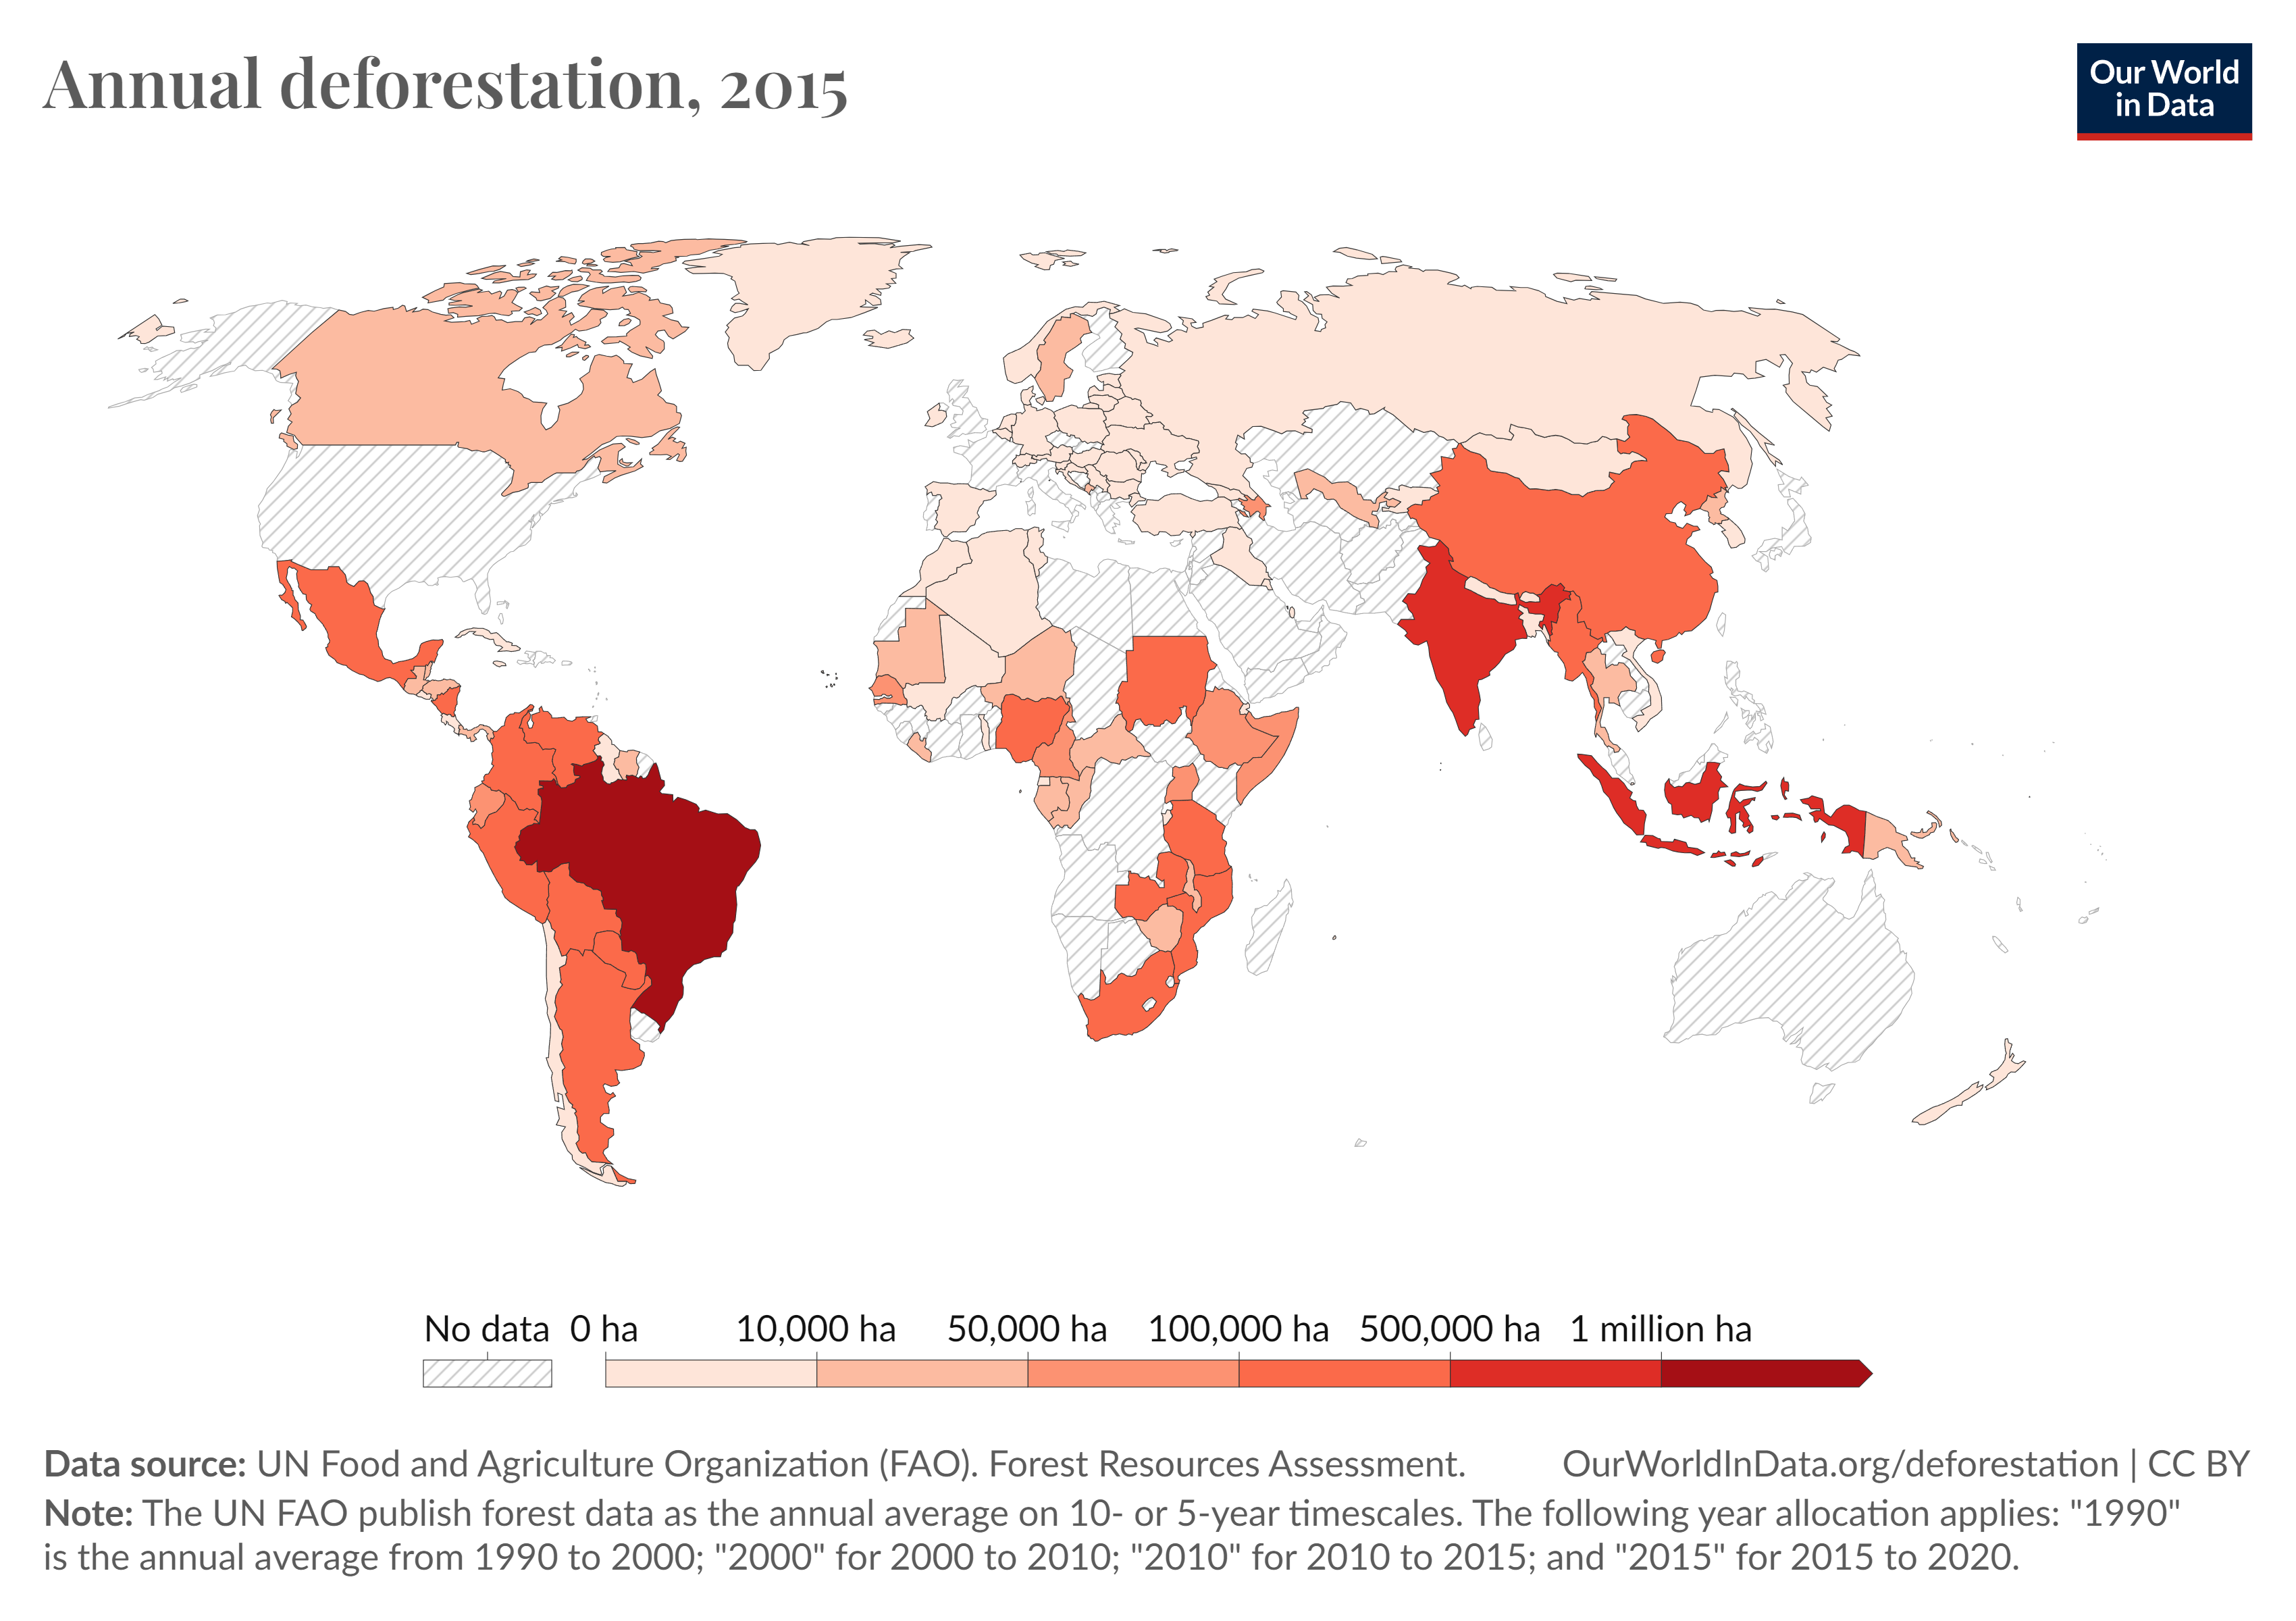 Annual deforestation, 2015
Our World
in Data
No data 0 ha 10,000 ha 50,000 ha 100,000 ha 500,000 ha 1 million ha
Data source: UN Food and Agriculture Organization (FAO). Forest Resources Assessment. OurWorldInData.org/deforestation | CC BY
Note: The UN FAO publish forest data as the annual average on 10- or 5-year timescales. The following year allocation applies: "1990"
is the annual average from 1990 to 2000; "2000" for 2000 to 2010; "2010" for 2010 to 2015; and "2015" for 2015 to 2020.